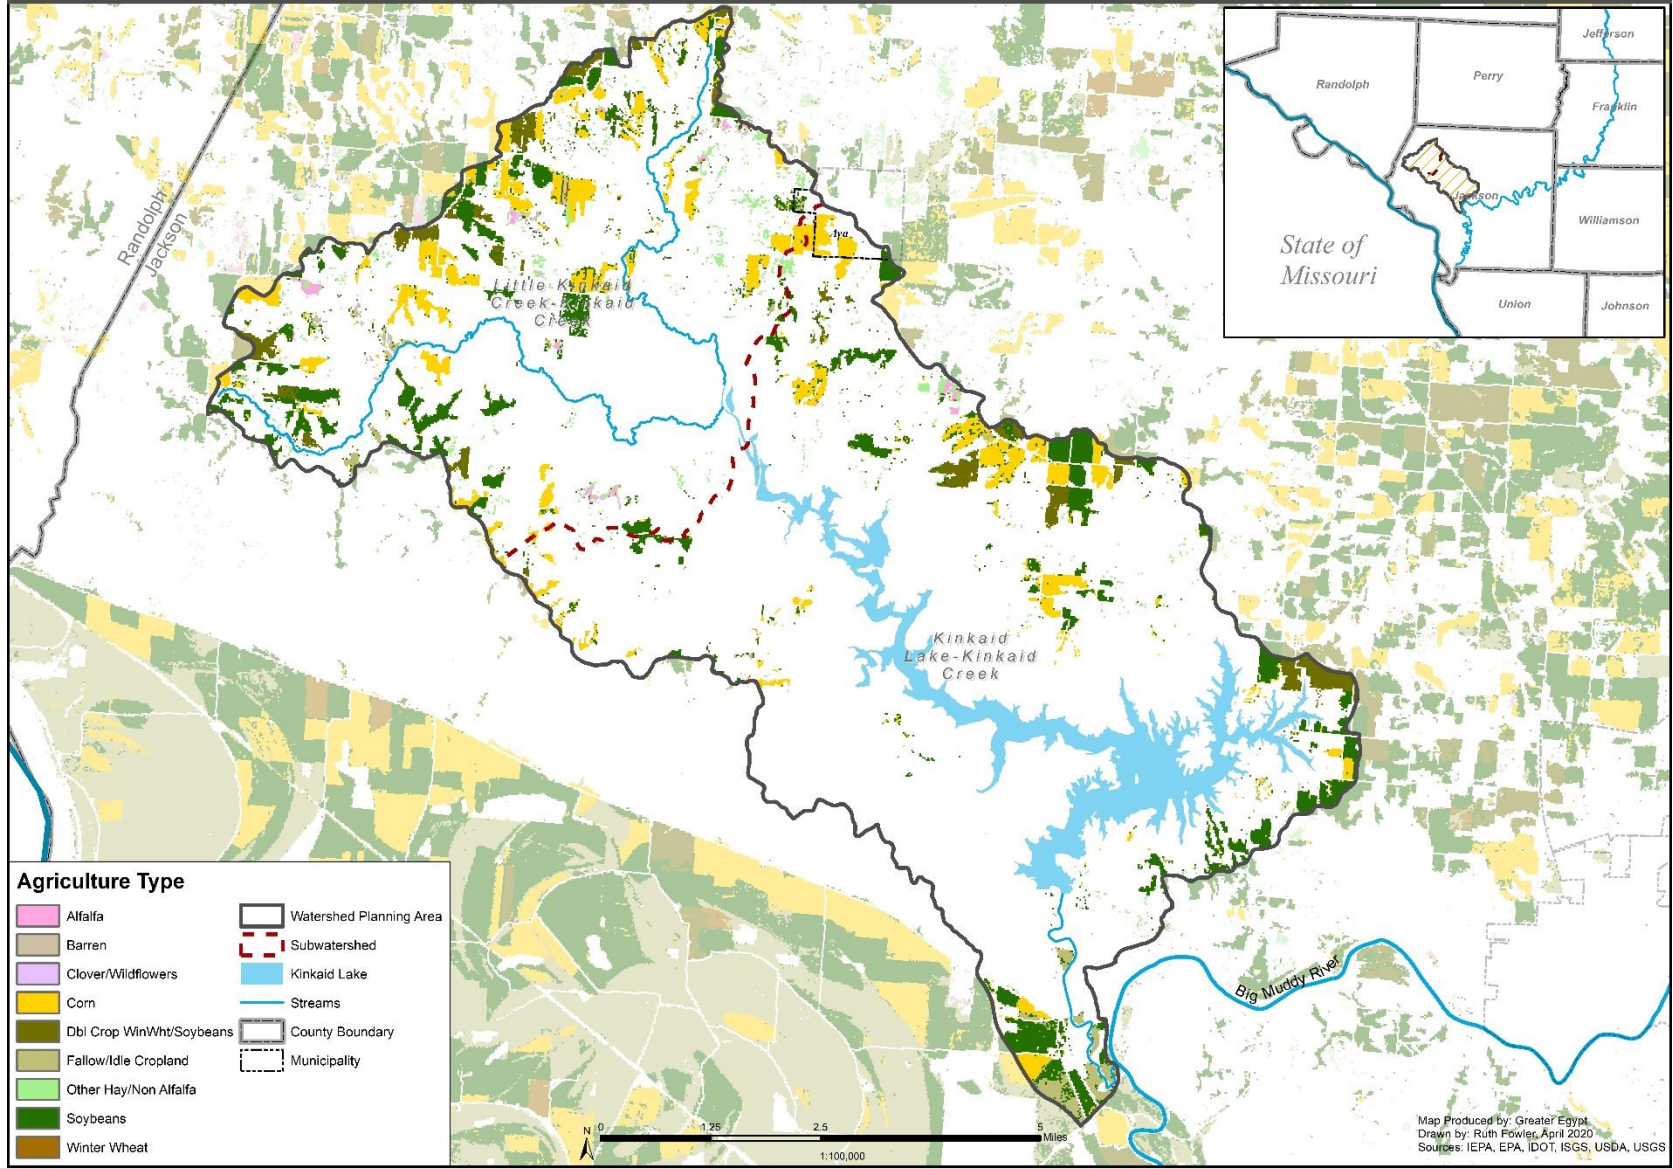 Jefferson
Randolph
Perry
Franklin
Jackson
Williamson
State of
Missouri
Union
Johnson
Randolph
Jackson
Ava
Little Kinkaid
Creek-Kinkaid
Creek
Kinkaid
Lake-Kinkaid
Creek
Big Muddy River
Agriculture Type
Alfalfa
Barren
Clover/Wildflowers
Corn
Dbl Crop WinWht/Soybeans
Fallow/Idle Cropland
Other Hay/Non Alfalfa
Soybeans
Winter Wheat
Watershed Planning Area
Subwatershed
Kinkaid Lake
Streams
County Boundary
Municipality
N
0 1.25 2.5 5
Miles
1:100,000
Map Produced by: Greater Egypt
Drawn by: Ruth Fowler, April 2020
Sources: IEPA, EPA, IDOT, ISGS, USDA, USGS